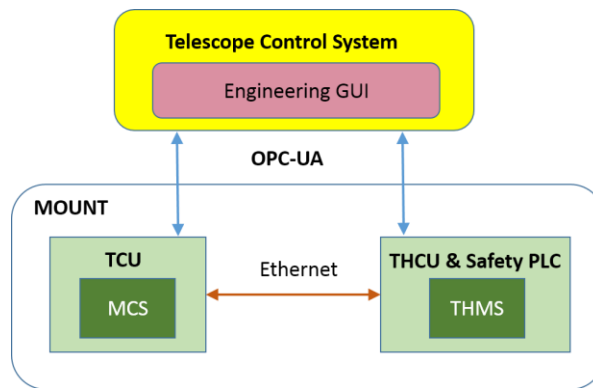 Telescope Control System
Engineering GUI
OPC-UA
MOUNT
TCU
Ethernet
THCU & Safety PLC
MCS
THMS